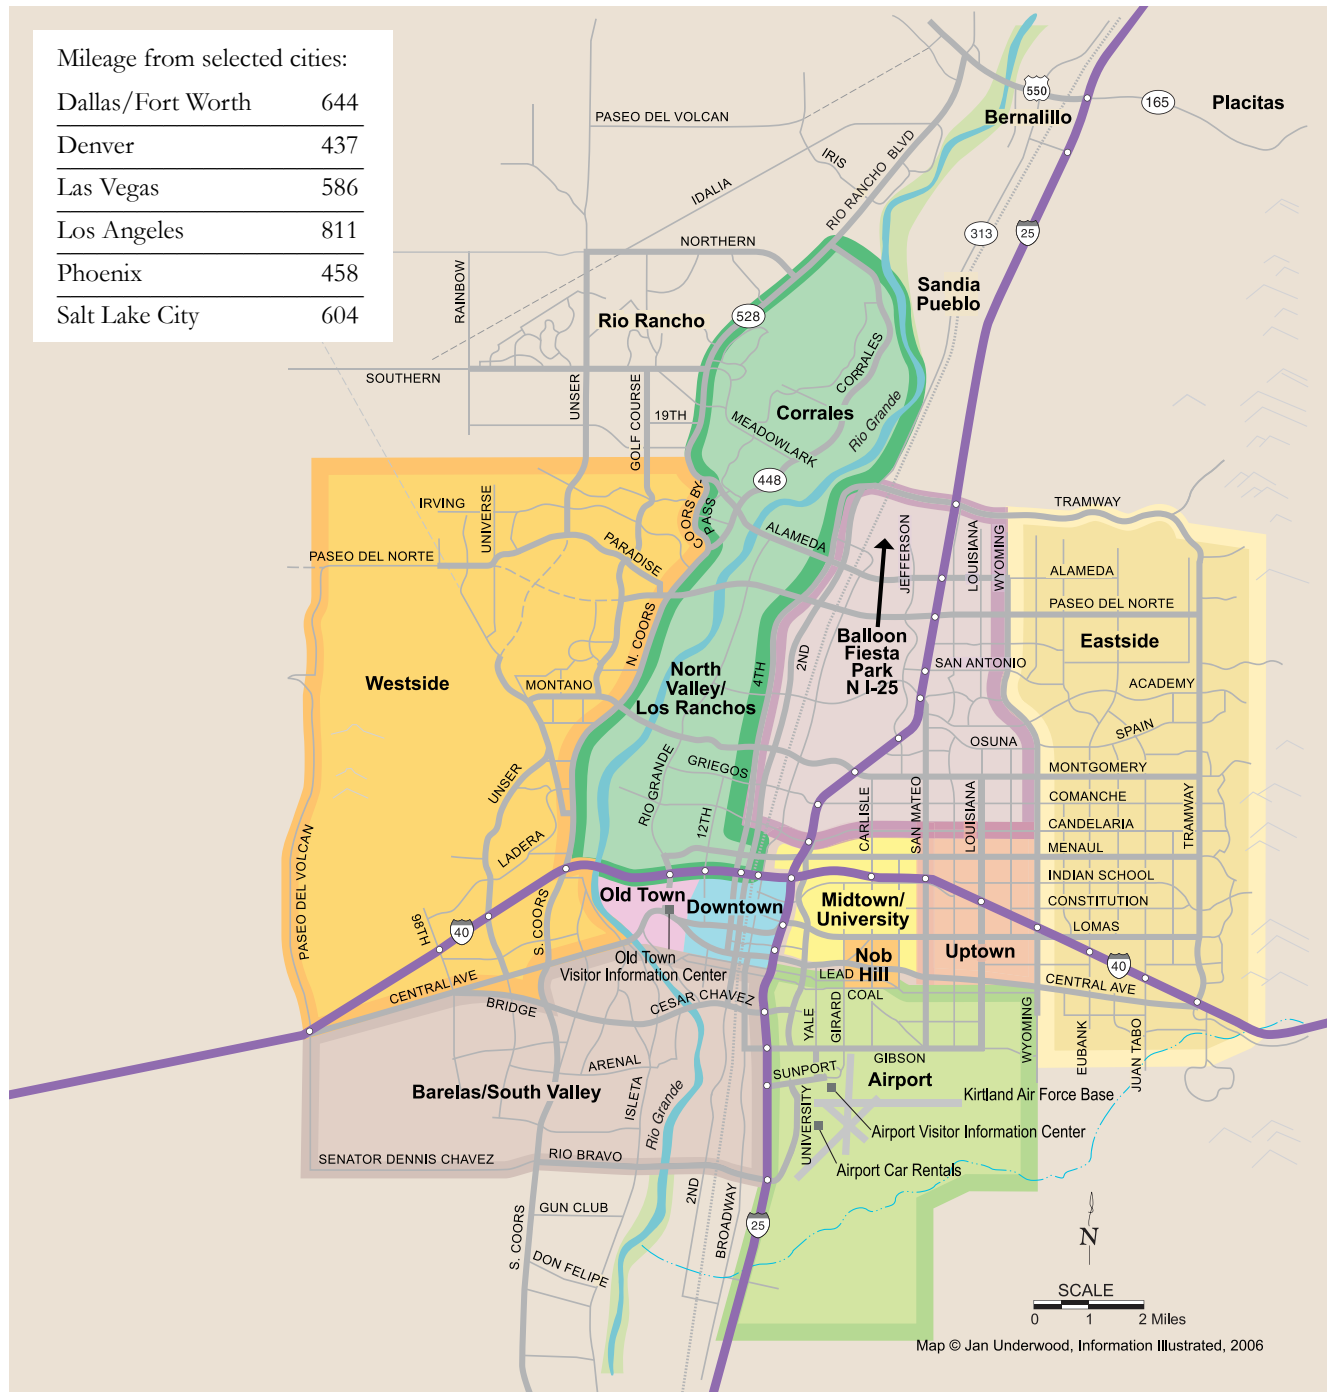 Mileage from selected cities:
Dallas/Fort Worth 644
Denver 437
Las Vegas 586
Los Angeles 811
Phoenix 458
Salt Lake City 604
550
165
Placitas
Bernalillo
PASEO DEL VOLCAN
IRIS
RIO RANCHO BLVD
IDALIA
313
25
NORTHERN
RAINBOW
Sandia
Pueblo
Rio Rancho
528
SOUTHERN
UNSER
GOLF COURSE
19TH
CORRALES
Corrales
MEADOWLARK
Rio Grande
448
COORS BY-
PASS
IRVING
UNIVERSE
PASEO DEL NORTE
PARADISE
ALAMEDA
JEFFERSON
LOUISIANA
WYOMING
TRAMWAY
ALAMEDA
PASEO DEL NORTE
Eastside
N. COORS
Balloon
Fiesta
Park
N I-25
2ND
4TH
SAN ANTONIO
ACADEMY
Westside
North
Valley/
Los Ranchos
MONTANO
SPAIN
OSUNA
RIO GRANDE
GRIEGOS
MONTGOMERY
UNSER
COMANCHE
CARLISLE
SAN MATEO
LOUISIANA
TRAMWAY
12TH
CANDELARIA
LADERA
MENAUL
PASEO DEL VOLCAN
INDIAN SCHOOL
Old Town
Downtown
Midtown/
University
CONSTITUTION
LOMAS
98TH
40
S. COORS
Nob
Hill
Uptown
40
Old Town
Visitor Information Center
LEAD
COAL
CENTRAL AVE
CENTRAL AVE
BRIDGE
CESAR CHAVEZ
YALE
GIRARD
WYOMING
EUBANK
JUAN TABO
GIBSON
SUNPORT
Airport
ARENAL
ISLETA
Barelas/South Valley
Rio Grande
UNIVERSITY
Kirtland Air Force Base
Airport Visitor Information Center
Airport Car Rentals
SENATOR DENNIS CHAVEZ
RIO BRAVO
2ND
BROADWAY
GUN CLUB
S. COORS
DON FELIPE
25
N
SCALE
0 1 2 Miles
Map © Jan Underwood, Information Illustrated, 2006